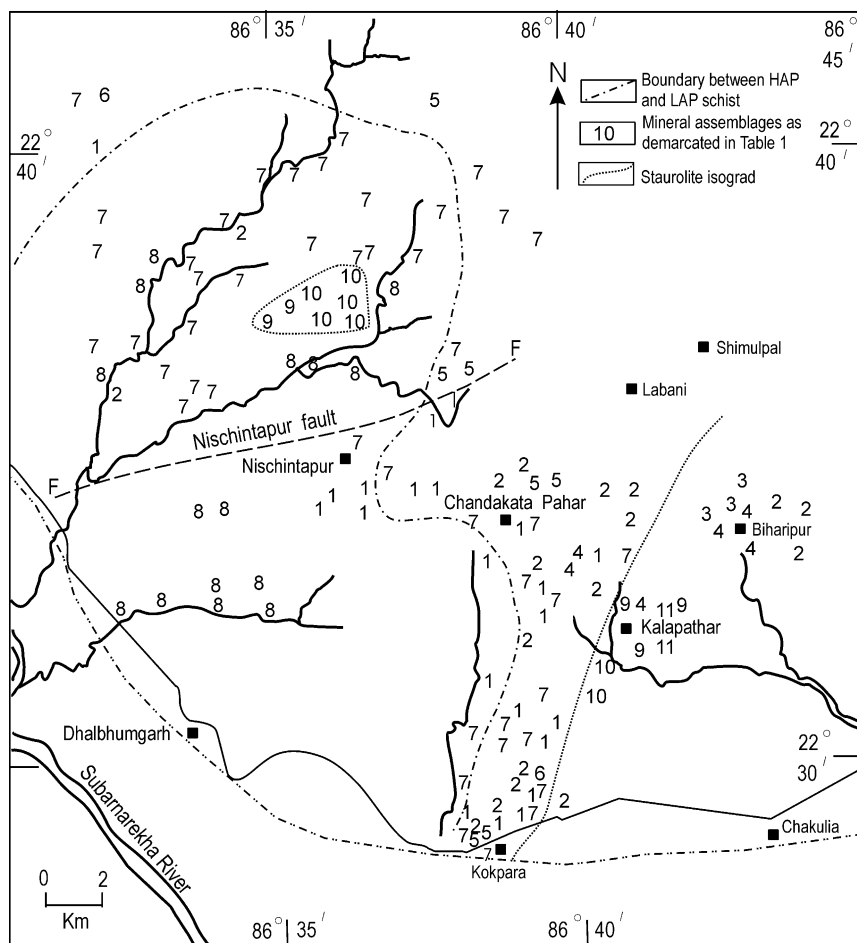 86° 35′
86° 40′
86° 45′
N
Boundary between HAP
and LAP schist
10 Mineral assemblages as
demarcated in Table 1
Staurolite isograd
22° 40′
22° 40′
7 6 5
1 7
7 7 7 7
7 7 7
7 7 2 7
7 7 7
8 7 7 7 7
8 7 7 10 8
10
9 10
9 10 10
7
7 7 7
8 7 8 8 8 5 5
2 7 7
7
F
Shimulpal
Labani
1 1
Nischintapur fault
7
Nischintapur
F
7 2 3
1 1 1 1 2 5 5 2 2
8 8 1 1 1
Chandakata Pahar
7 1 7 2
3 3 4 2 2
4 Biharipur
4 2
1 2 4 4 1 7
7 1 2
7
1
2
9 4 11 9
Kalapathar
9 11
10
10
8 8
8 8 8 8
1
7 1 1
7 7 7 1
Dhalbhumgarh
22° 30′
Subarnarekha River
7 2 6
2 1 7 2
1 2 1 7
7 2 5 5 1
7
Kokpara
Chakulia
0 2
Km
86° 35′
86° 40′